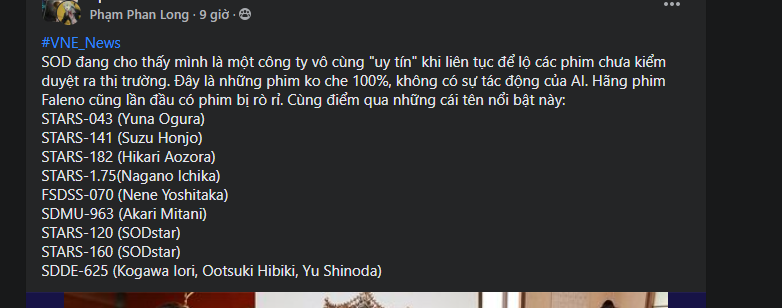 Phạm Phan Long · 9 giờ ·
#VNE_News
SOD đang cho thấy mình là một công ty vô cùng "uy tín" khi liên tục để lộ các phim chưa kiểm
duyệt ra thị trường. Đây là những phim ko che 100%, không có sự tác động của AI. Hãng phim
Faleno cũng lần đầu có phim bị rò rỉ. Cùng điểm qua những cái tên nổi bật này:
STARS-043 (Yuna Ogura)
STARS-141 (Suzu Honjo)
STARS-182 (Hikari Aozora)
STARS-1.75(Nagano Ichika)
FSDSS-070 (Nene Yoshitaka)
SDMU-963 (Akari Mitani)
STARS-120 (SODstar)
STARS-160 (SODstar)
SDDE-625 (Kogawa Iori, Ootsuki Hibiki, Yu Shinoda)